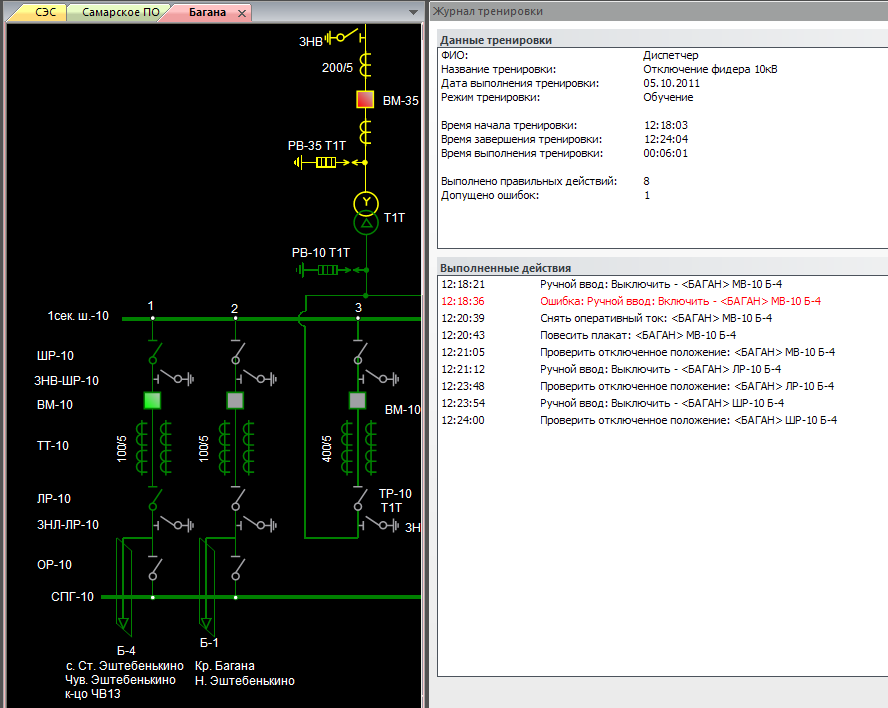 СЭС
Самарское ПО
Багана
Журнал тренировки
Данные тренировки
ФИО: Диспетчер
Название тренировки: Отключение фидера 10кВ
Дата выполнения тренировки: 05.10.2011
Режим тренировки: Обучение
Время начала тренировки: 12:18:03
Время завершения тренировки: 12:24:04
Время выполнения тренировки: 00:06:01
Выполнено правильных действий: 8
Допущено ошибок: 1
Выполненные действия
12:18:21 Ручной ввод: Выключить - <БАГАН> МВ-10 Б-4
12:18:36 Ошибка: Ручной ввод: Включить - <БАГАН> МВ-10 Б-4
12:20:39 Снять оперативный ток: <БАГАН> МВ-10 Б-4
12:20:43 Повесить плакат: <БАГАН> МВ-10 Б-4
12:21:05 Проверить отключенное положение: <БАГАН> МВ-10 Б-4
12:21:12 Ручной ввод: Выключить - <БАГАН> ЛР-10 Б-4
12:23:48 Проверить отключенное положение: <БАГАН> ЛР-10 Б-4
12:23:54 Ручной ввод: Выключить - <БАГАН> ШР-10 Б-4
12:24:00 Проверить отключенное положение: <БАГАН> ШР-10 Б-4
ЗНВ
200/5
ВМ-35
РВ-35 Т1Т
Т1Т
РВ-10 Т1Т
1 2 3
1сек. ш.-10
ШР-10
ЗНВ-ШР-10
ВМ-10
ВМ-10
ТТ-10
100/5
100/5
400/5
ЛР-10
ТР-10
Т1Т
ЗНЛ-ЛР-10
ЗН
ОР-10
СПГ-10
Б-4
с. Ст. Эштебенькино
Чув. Эштебенькино
к-цо ЧВ13
Б-1
Кр. Багана
Н. Эштебенькино